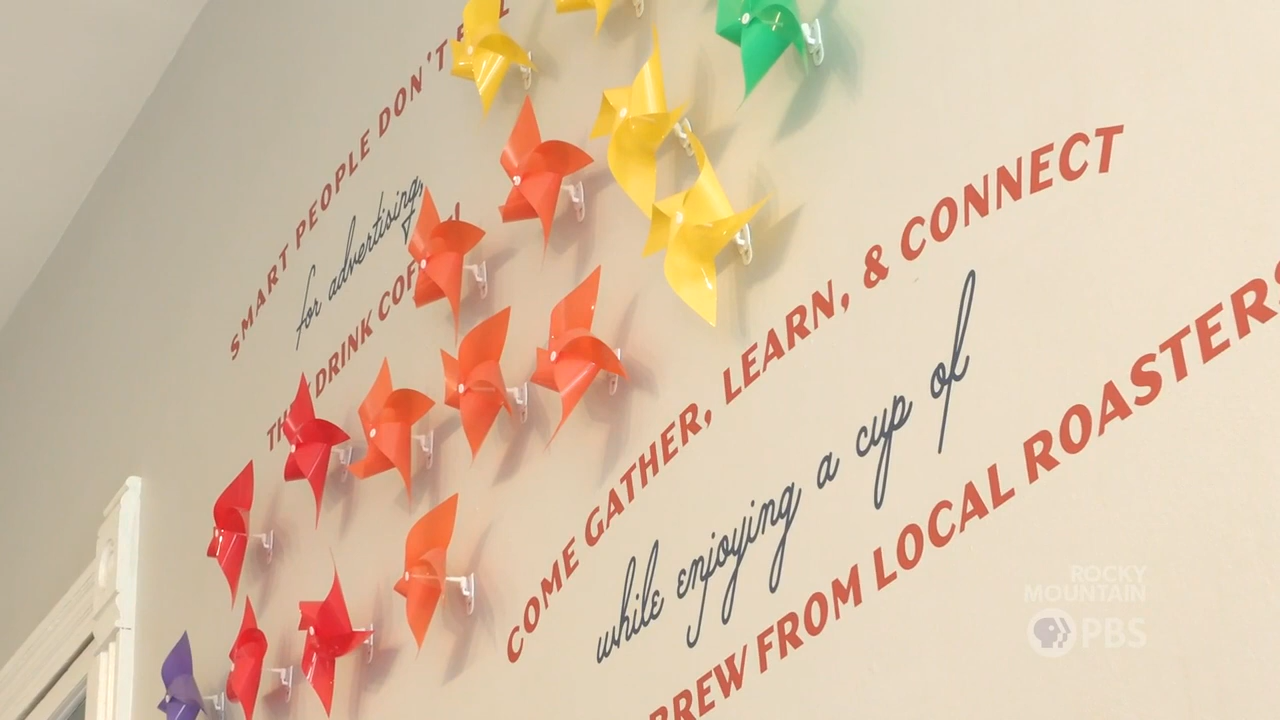 SMART PEOPLE DON'T
for advertising,
DRINK
COME GATHER, LEARN, & CONNECT
while enjoying a cup of
BREW FROM LOCAL ROASTERS
ROCKY
MOUNTAIN
PBS